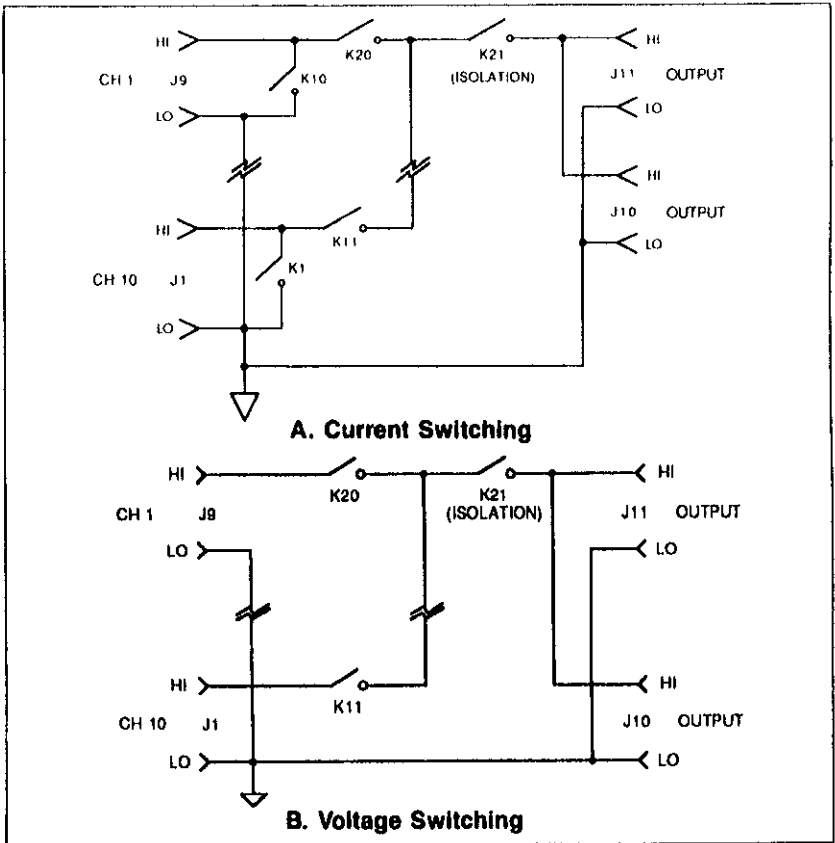 HI
K20
K21
(ISOLATION)
HI
CH 1 J9
K10
J11 OUTPUT
LO
LO
HI
HI
K11
J10 OUTPUT
K1
LO
CH 10 J1
LO
A. Current Switching
HI
K20
K21
(ISOLATION)
HI
CH 1 J9
J11 OUTPUT
LO
LO
HI
K11
HI
CH 10 J1
J10 OUTPUT
LO
LO
B. Voltage Switching